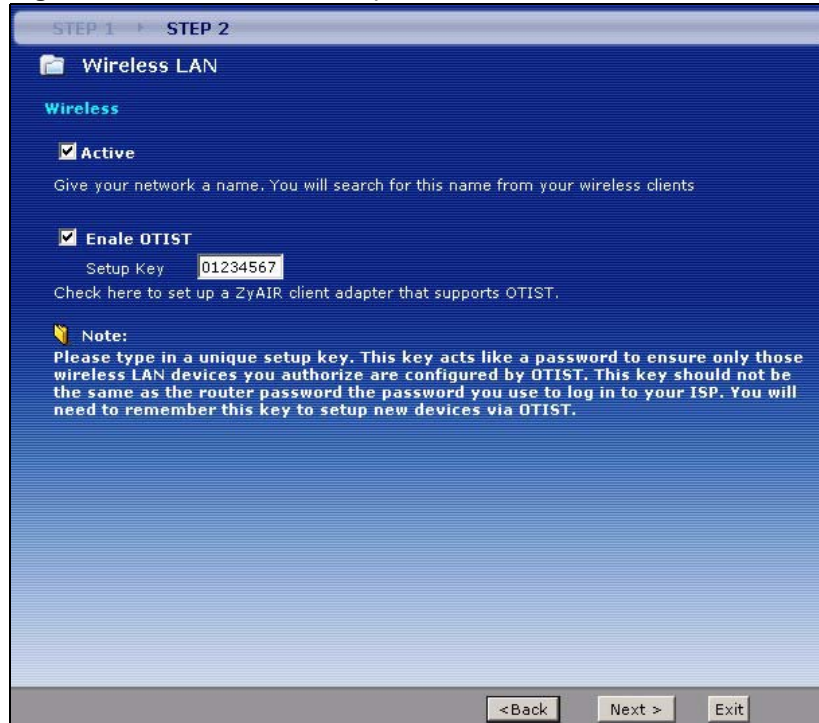 STEP 1 STEP 2
Wireless LAN
Wireless
Active
Give your network a name. You will search for this name from your wireless clients
Enale OTIST
Setup Key 01234567
Check here to set up a ZyAIR client adapter that supports OTIST.
Note:
Please type in a unique setup key. This key acts like a password to ensure only those
wireless LAN devices you authorize are configured by OTIST. This key should not be
the same as the router password the password you use to log in to your ISP. You will
need to remember this key to setup new devices via OTIST.
<Back Next > Exit